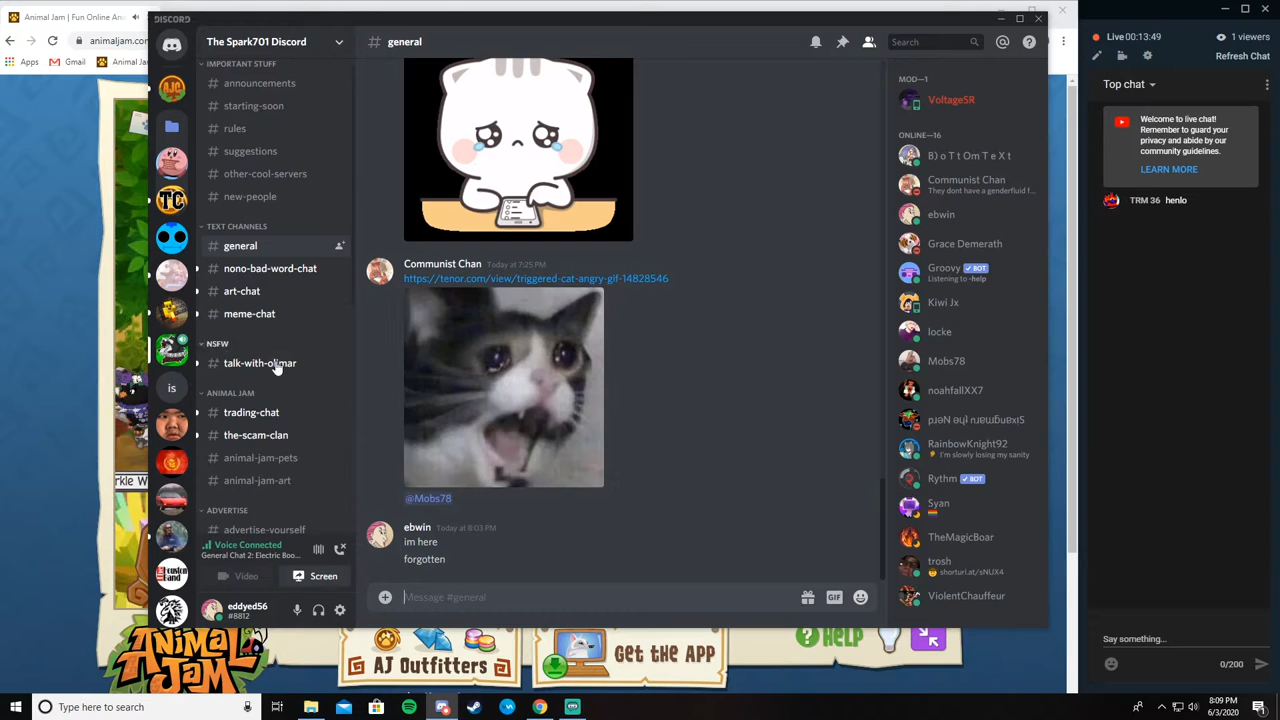 Animal Jam | Fun Online An
animaljam.com
Apps
Gmail
Animal Jam
DISCORD
The Spark701 Discord
IMPORTANT STUFF
# announcements
# starting-soon
# rules
# suggestions
# other-cool-servers
# new-people
TEXT CHANNELS
# general
# nono-bad-word-chat
# art-chat
# meme-chat
NSFW
# talk-with-olimar
ANIMAL JAM
# trading-chat
# the-scam-clan
# animal-jam-pets
# animal-jam-art
ADVERTISE
# advertise-yourself
Voice Connected
General Chat 2: Electric Boo...
Video
Screen
eddyed56
#8812
AJC
TC
is
# general
Search
Communist Chan Today at 7:25 PM
https://tenor.com/view/triggered-cat-angry-gif-14828546
@Mobs78
ebwin Today at 8:03 PM
im here
forgotten
Message #general
GIF
MOD—1
VoltageSR
ONLINE—16
B) o T t Om T e X t
Communist Chan
They dont have a genderfluid f...
ebwin
Grace Demerath
Groovy ✓ BOT
Listening to -help
Kiwi Jx
locke
Mobs78
noahfallXX7
RainbowKnight92
I'm slowly losing my sanity
Rythm ✓ BOT
Syan
TheMagicBoar
trosh
shorturl.at/sNUX4
ViolentChauffeur
Live 00:13:49
1 viewers
Refresh Chat
Top chat
Welcome to live chat!
Remember to guard your
privacy and abide by our
community guidelines.
LEARN MORE
TRM 36 henlo
Say something...
0/200
ANIMAL
JAM
AJ Outfitters
Get the App
HELP
Type here to search
8:09 PM
6/3/2020